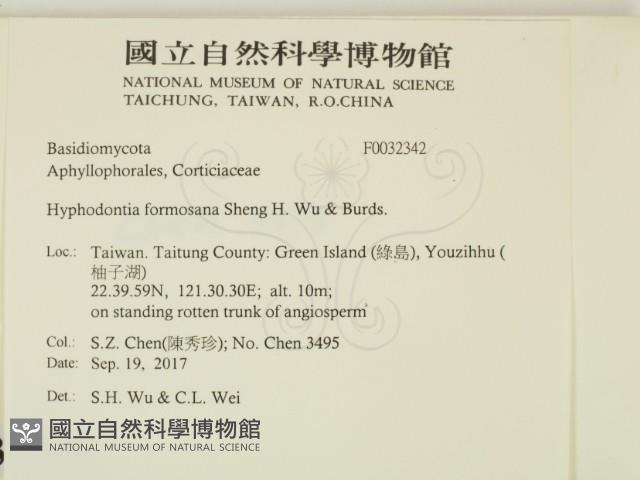 國立自然科學博物館
NATIONAL MUSEUM OF NATURAL SCIENCE
TAICHUNG, TAIWAN, R.O.CHINA
Basidiomycota F0032342
Aphyllophorales, Corticiaceae
Hyphodontia formosana Sheng H. Wu & Burds.
Loc.: Taiwan. Taitung County: Green Island (綠島), Youzihhu (
柚子湖)
22.39.59N, 121.30.30E; alt. 10m;
on standing rotten trunk of angiosperm
Col.: S.Z. Chen(陳秀珍); No. Chen 3495
Date: Sep. 19, 2017
Det.: S.H. Wu & C.L. Wei
國立自然科學博物館
NATIONAL MUSEUM OF NATURAL SCIENCE